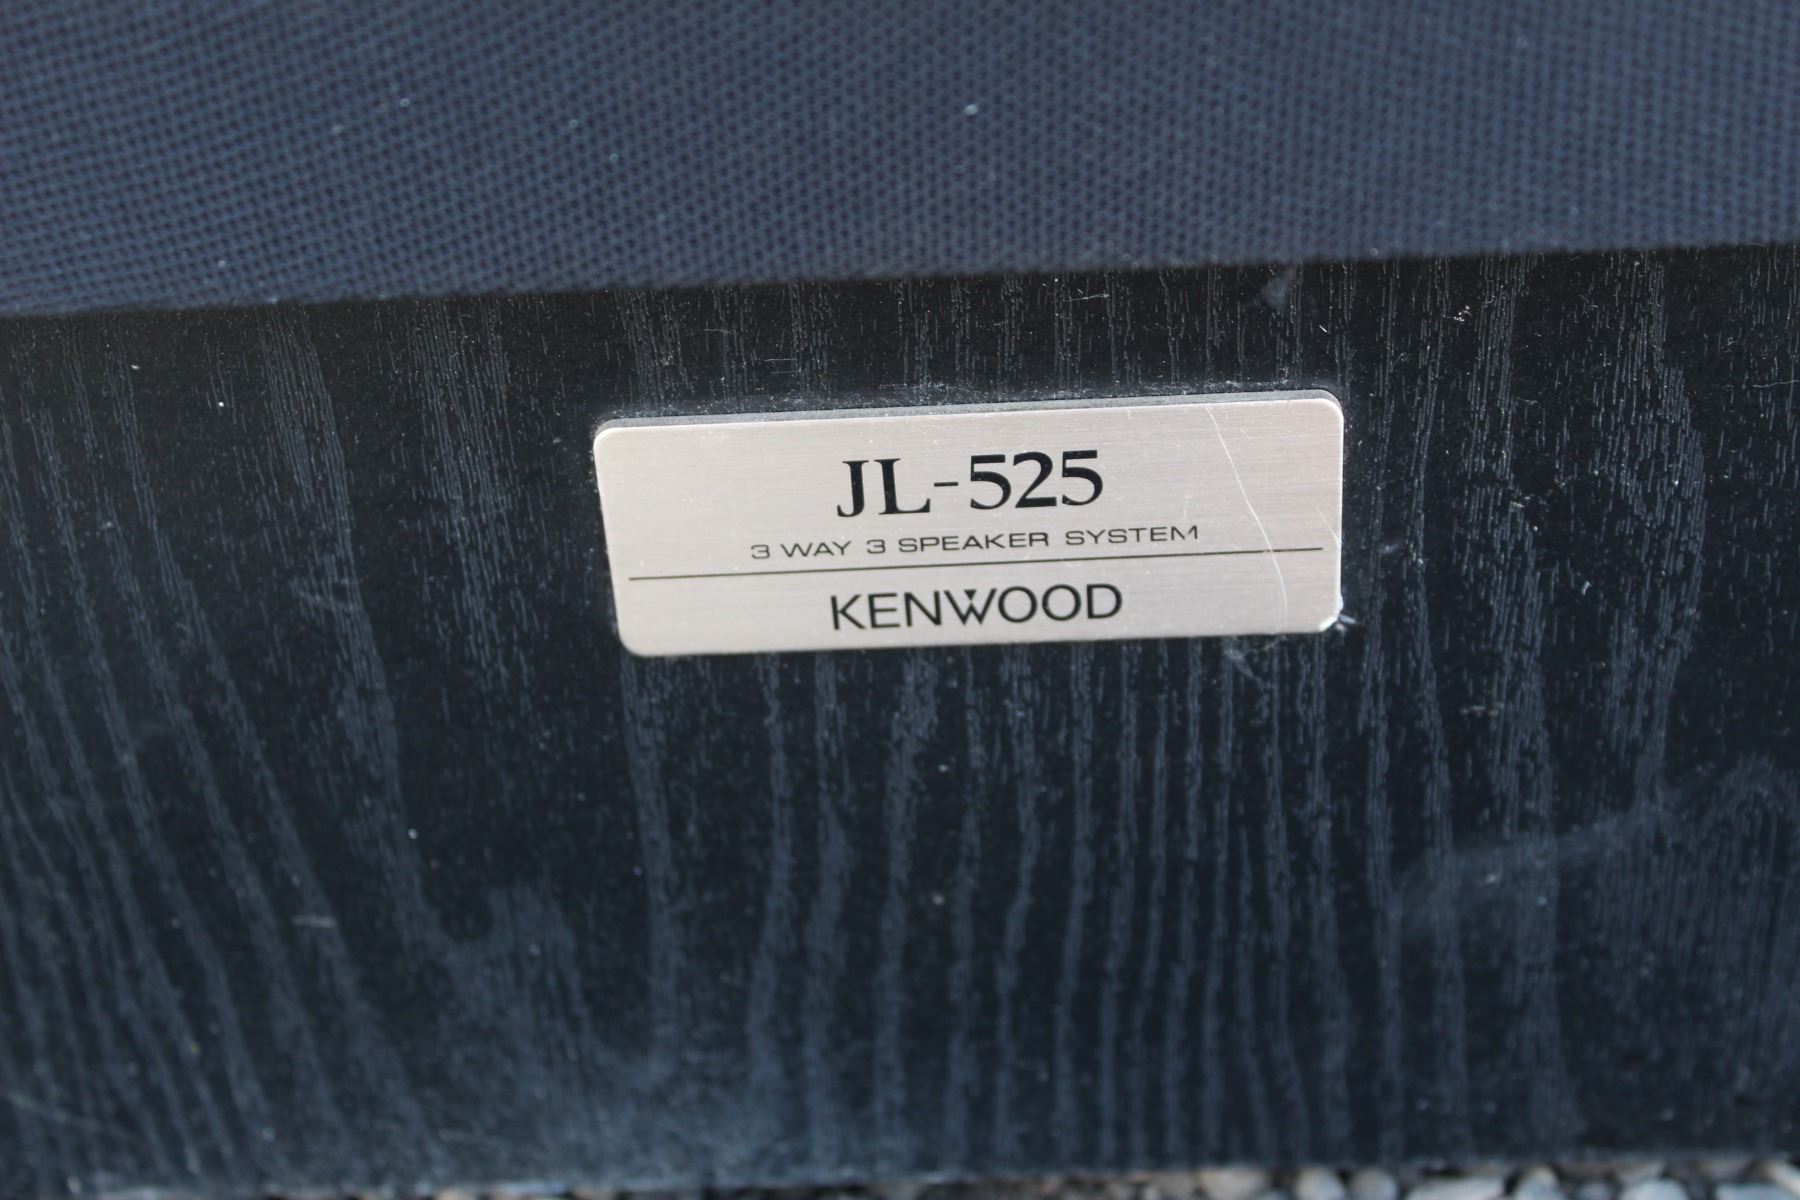 JL-525
3 WAY 3 SPEAKER SYSTEM
KENWOOD